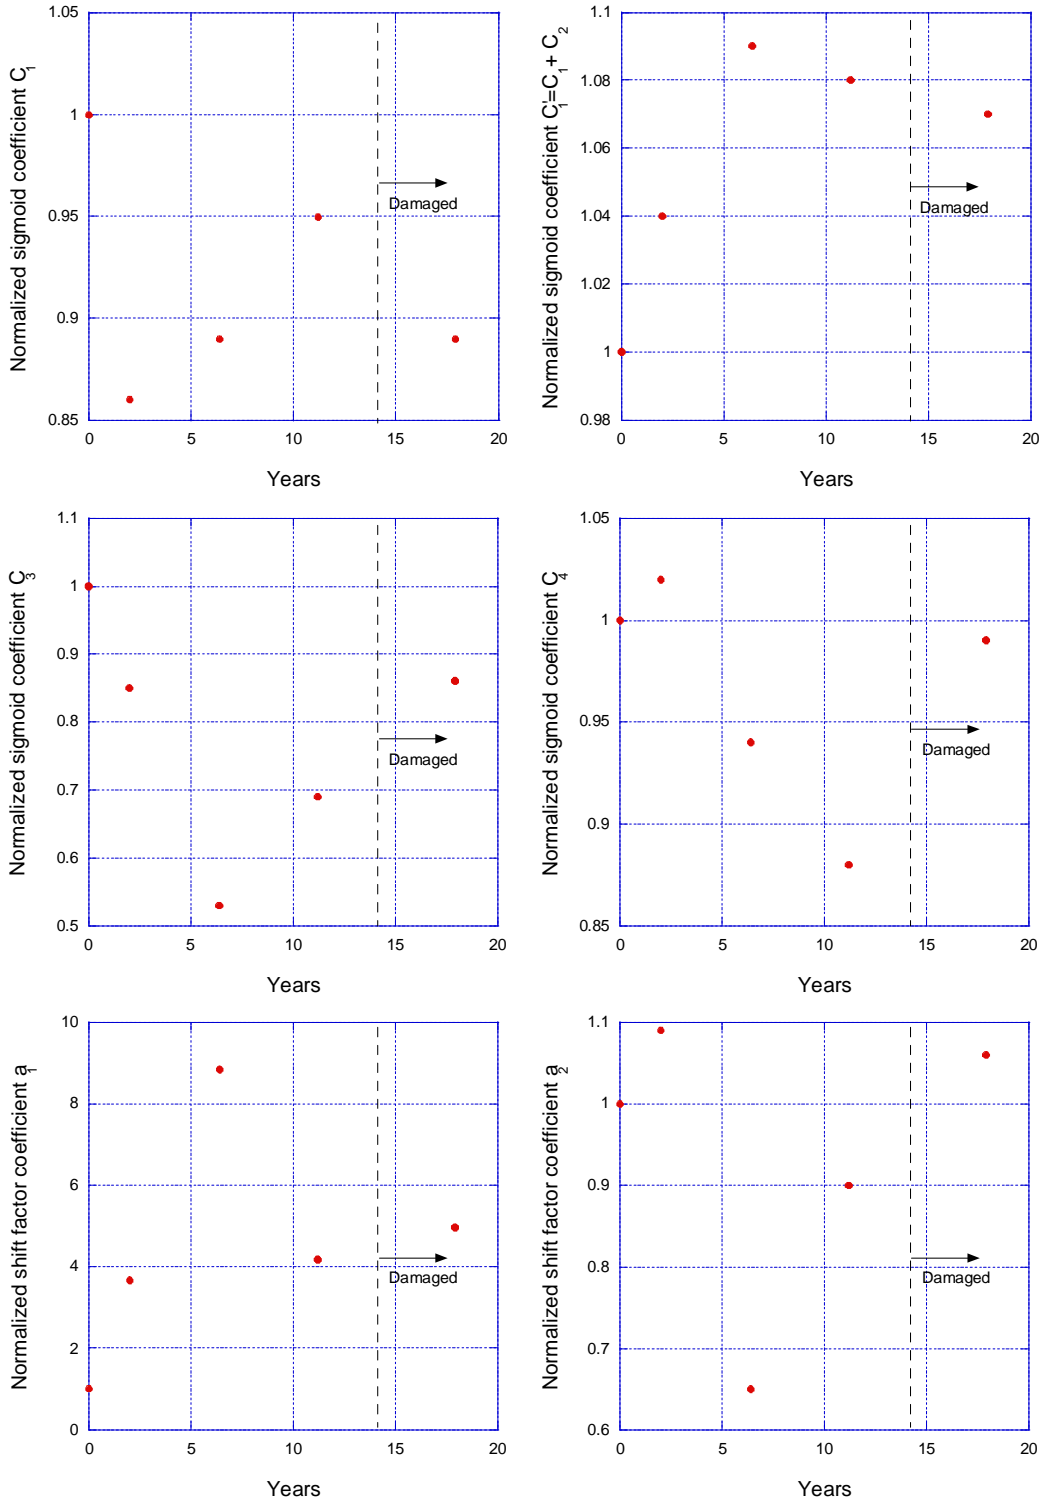 Normalized sigmoid coefficient C1
1.05
1
0.95
0.9
0.85
0 5 10 15 20
Years
Damaged
Normalized sigmoid coefficient C1'=C1+ C2
1.1
1.08
1.06
1.04
1.02
1
0.98
0 5 10 15 20
Years
Damaged
Normalized sigmoid coefficient C3
1.1
1
0.9
0.8
0.7
0.6
0.5
0 5 10 15 20
Years
Damaged
Normalized sigmoid coefficient C4
1.05
1
0.95
0.9
0.85
0 5 10 15 20
Years
Damaged
Normalized shift factor coefficient a1
10
8
6
4
2
0
0 5 10 15 20
Years
Damaged
Normalized shift factor coefficient a2
1.1
1
0.9
0.8
0.7
0.6
0 5 10 15 20
Years
Damaged